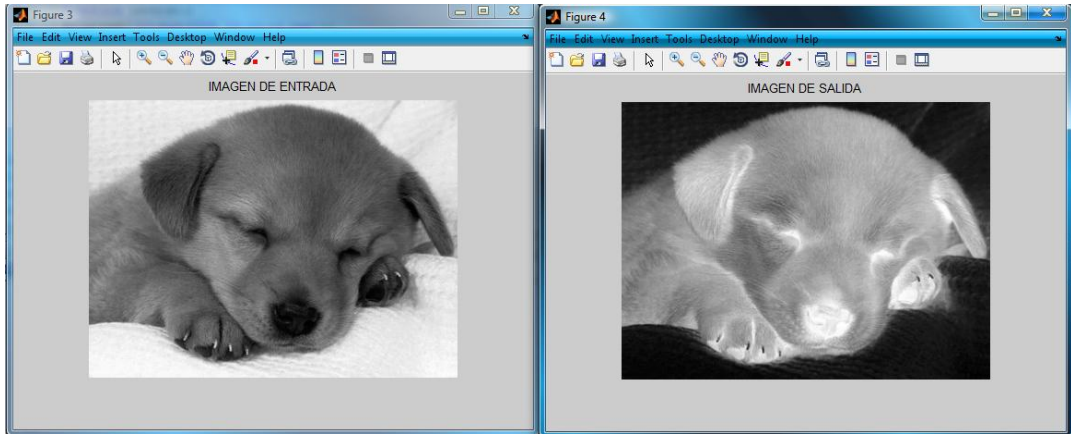 Figure 3
File Edit View Insert Tools Desktop Window Help
IMAGEN DE ENTRADA
Figure 4
File Edit View Insert Tools Desktop Window Help
IMAGEN DE SALIDA